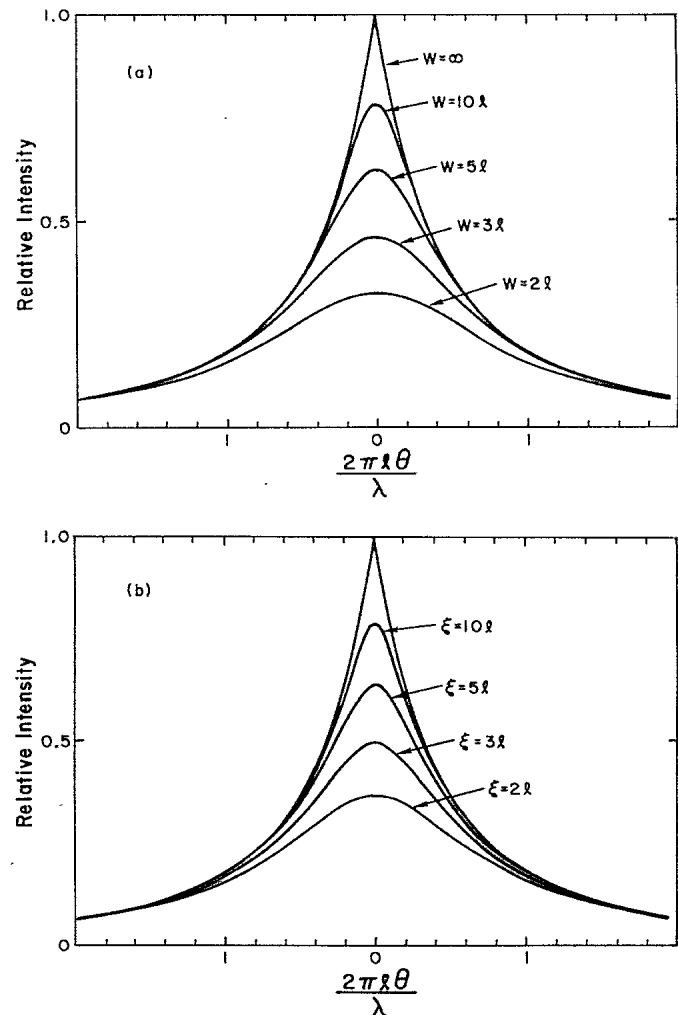 1.0
(a)
W=∞
W=10ℓ
W=5ℓ
W=3ℓ
W=2ℓ
0.5
0
Relative Intensity
1 0 1
2πℓθ
λ
1.0
(b)
ξ=10ℓ
ξ=5ℓ
ξ=3ℓ
ξ=2ℓ
0.5
0
Relative Intensity
1 0 1
2πℓθ
λ